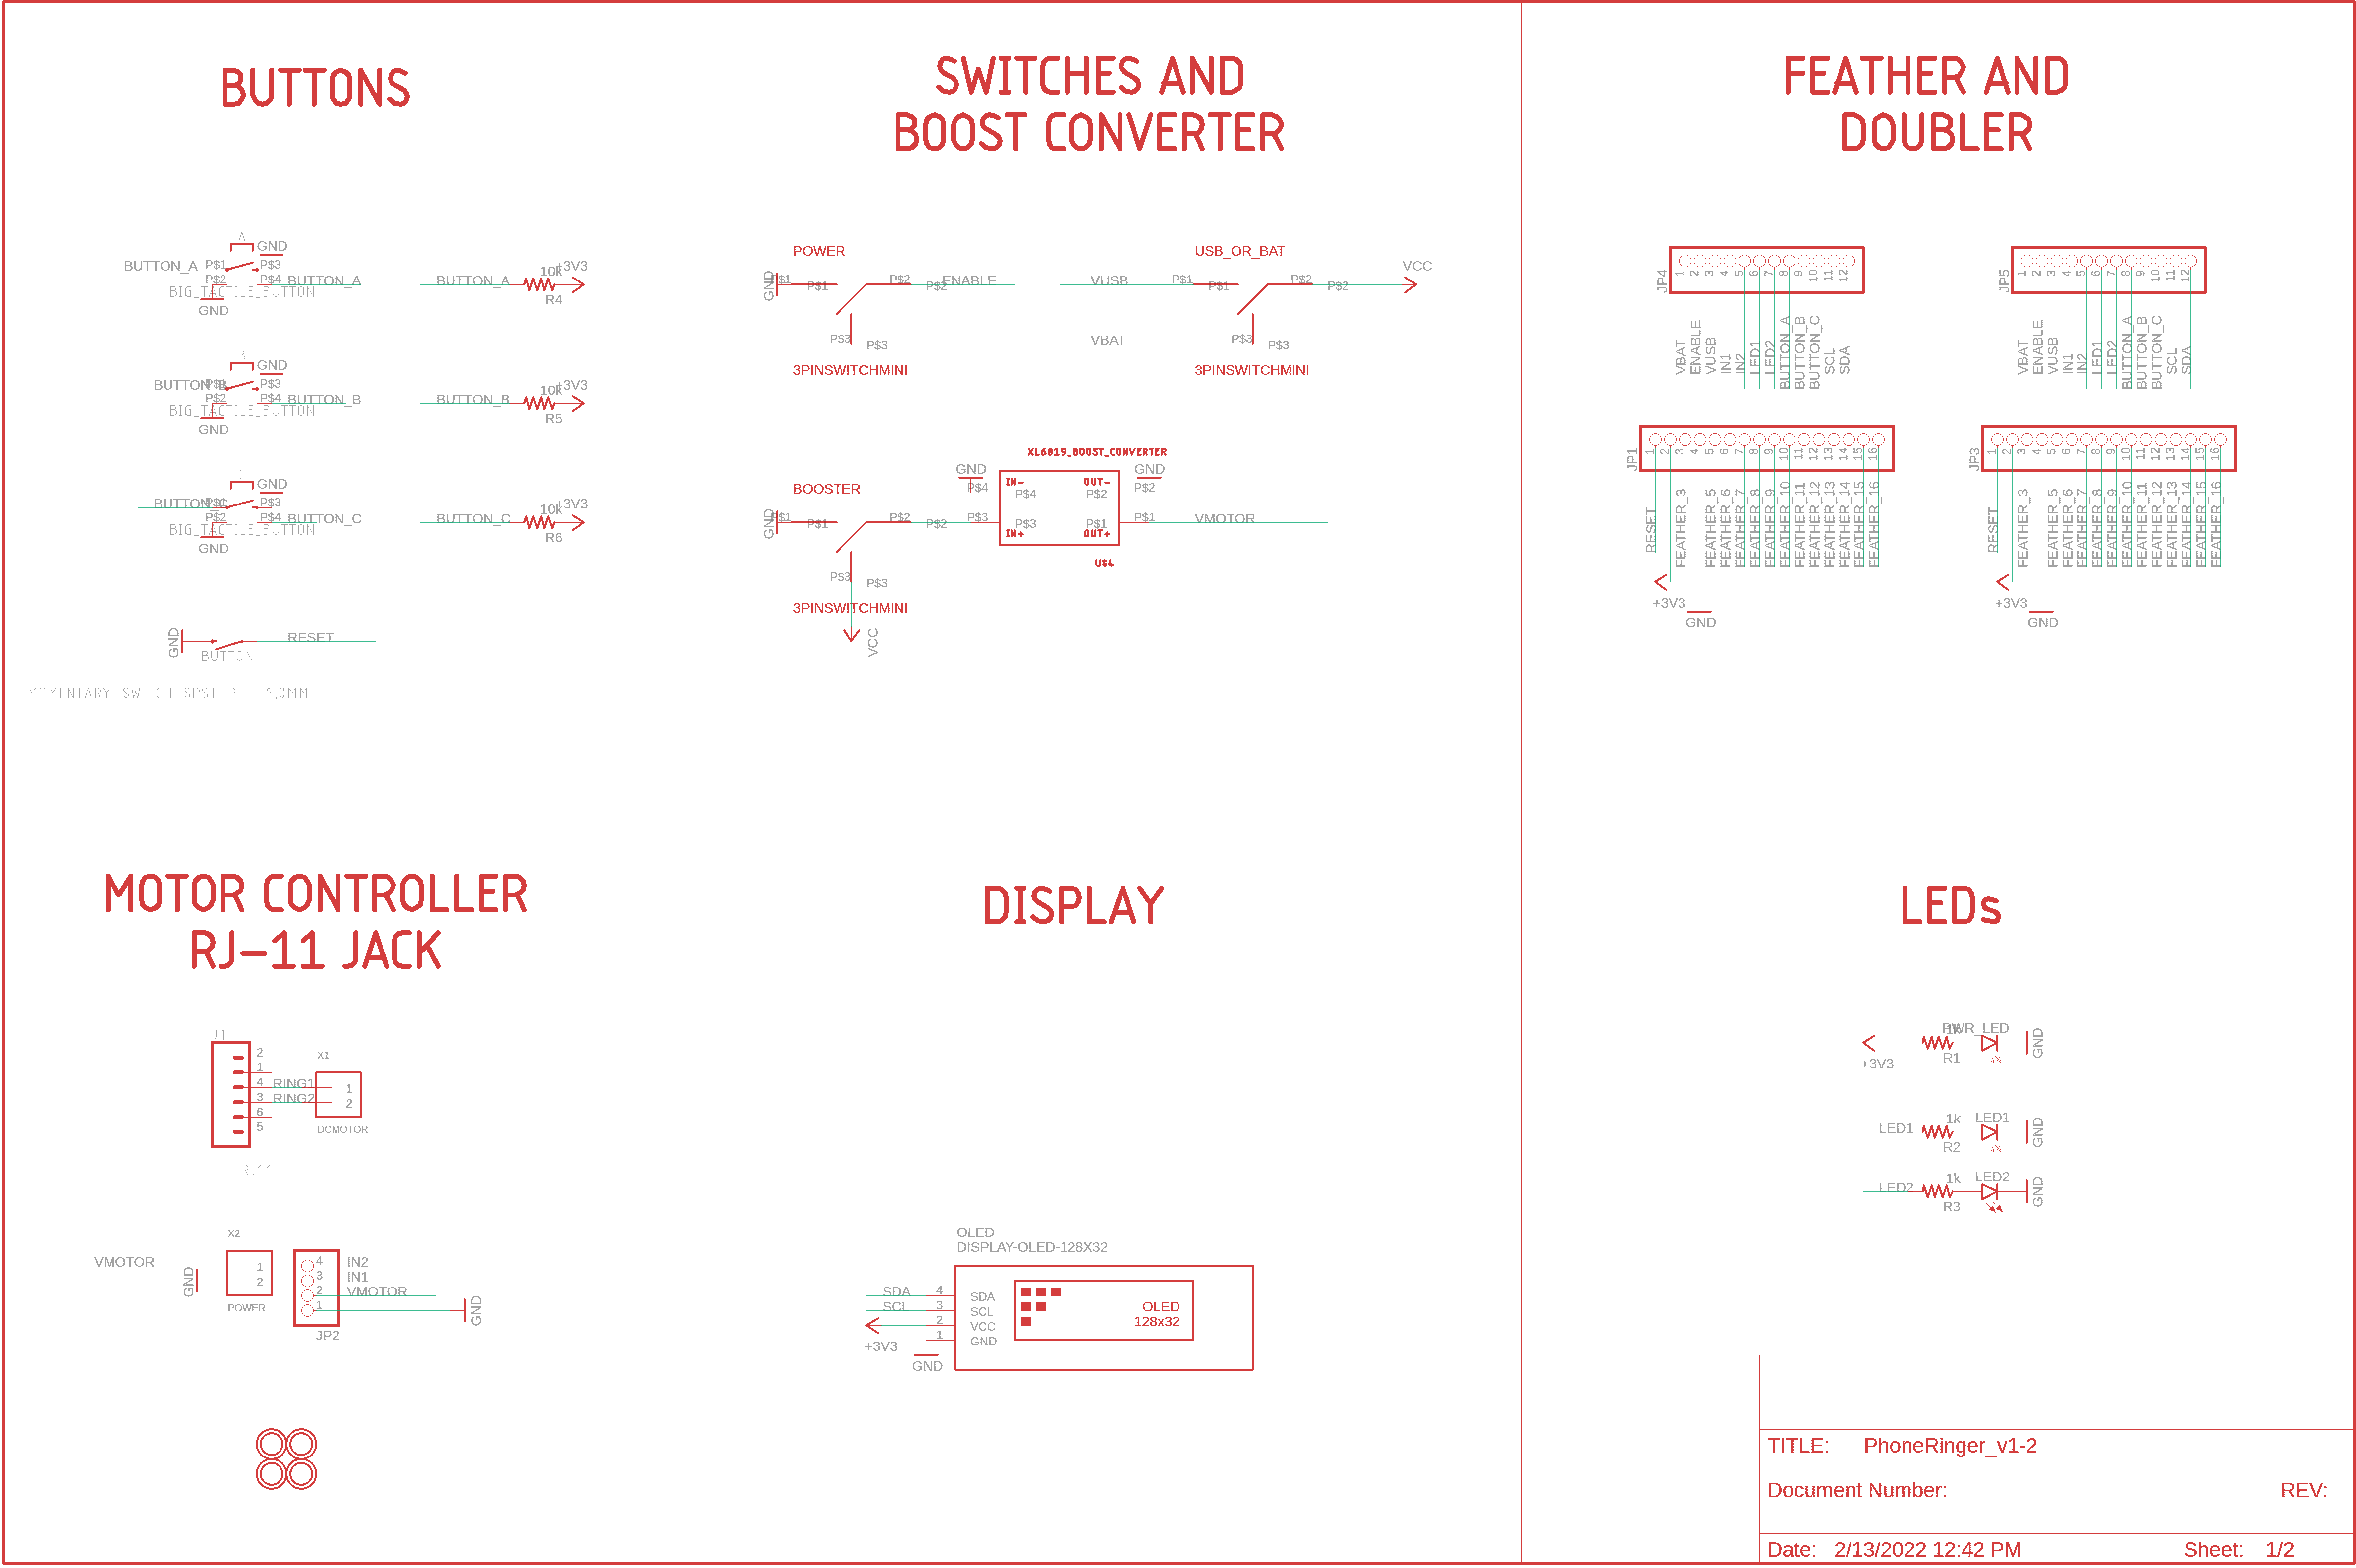 BUTTONS
A
GND
BUTTON_A
P$1
P$3
P$2
P$4
BUTTON_A
BIG_TACTILE_BUTTON
GND
BUTTON_A
10k
+3V3
R4
B
GND
BUTTON_B
P$1
P$3
P$2
P$4
BUTTON_B
BIG_TACTILE_BUTTON
GND
BUTTON_B
10k
+3V3
R5
C
GND
BUTTON_C
P$1
P$3
P$2
P$4
BUTTON_C
BIG_TACTILE_BUTTON
GND
BUTTON_C
10k
+3V3
R6
GND
RESET
BUTTON
MOMENTARY-SWITCH-SPST-PTH-6.0MM
SWITCHES AND
BOOST CONVERTER
POWER
GND
P$1
P$1
P$2
P$2
ENABLE
P$3
P$3
3PINSWITCHMINI
USB_OR_BAT
VUSB
P$1
P$1
P$2
P$2
VCC
VBAT
P$3
P$3
3PINSWITCHMINI
BOOSTER
GND
P$1
P$1
P$2
P$2
P$3
P$3
3PINSWITCHMINI
VCC
XL6019_BOOST_CONVERTER
GND
P$4
IN-
P$4
OUT-
P$2
GND
P$2
P$3
P$3
IN+
P$1
OUT+
P$1
VMOTOR
U$4
FEATHER AND
DOUBLER
JP4
1 2 3 4 5 6 7 8 9 10 11 12
VBAT
ENABLE
VUSB
IN1
IN2
LED1
LED2
BUTTON_A
BUTTON_B
BUTTON_C
SCL
SDA
JP5
1 2 3 4 5 6 7 8 9 10 11 12
VBAT
ENABLE
VUSB
IN1
IN2
LED1
LED2
BUTTON_A
BUTTON_B
BUTTON_C
SCL
SDA
JP1
1 2 3 4 5 6 7 8 9 10 11 12 13 14 15 16
RESET
FEATHER_3
FEATHER_5
FEATHER_6
FEATHER_7
FEATHER_8
FEATHER_9
FEATHER_10
FEATHER_11
FEATHER_12
FEATHER_13
FEATHER_14
FEATHER_15
FEATHER_16
+3V3
GND
JP3
1 2 3 4 5 6 7 8 9 10 11 12 13 14 15 16
RESET
FEATHER_3
FEATHER_5
FEATHER_6
FEATHER_7
FEATHER_8
FEATHER_9
FEATHER_10
FEATHER_11
FEATHER_12
FEATHER_13
FEATHER_14
FEATHER_15
FEATHER_16
+3V3
GND
MOTOR CONTROLLER
RJ-11 JACK
J1
2
1
4 RING1
3 RING2
6
5
RJ11
X1
1
2
DCMOTOR
X2
VMOTOR
GND
1
2
POWER
4 IN2
3 IN1
2 VMOTOR
1
GND
JP2
DISPLAY
OLED
DISPLAY-OLED-128X32
SDA 4 SDA
SCL 3 SCL
2 VCC
1 GND
+3V3
GND
OLED
128x32
LEDs
1k
PWR_LED
+3V3
R1
GND
LED1
1k
R2
LED1
GND
LED2
1k
R3
LED2
GND
TITLE: PhoneRinger_v1-2
Document Number:
REV:
Date: 2/13/2022 12:42 PM
Sheet: 1/2